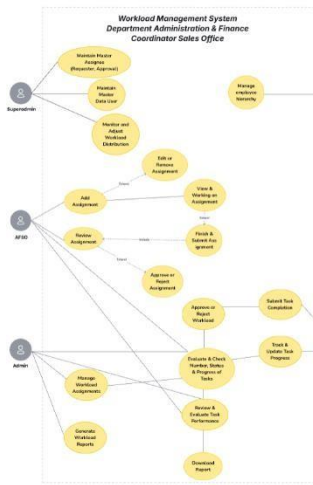 Workload Management System
Department Administration & Finance
Coordinator Sales Office
Maintain Master
Assignee
(Requester, Approval)
Maintain
Master
Data User
Superadmin
Manage
employee
hierarchy
Monitor and
Adjust
Workload
Distribution
Edit or
Remove
Assignment
Add
Assignment
View &
Working on
Assignment
Review
Assignment
Finish &
Submit Ass
ignment
Approve or
Reject
Assignment
Approve or
Reject
Workload
Submit Task
Completion
Admin
Evaluate & Check
Number, Status
& Progress of
Tasks
Track &
Update Task
Progress
Manage
Workload
Assignments
Review &
Evaluate Task
Performance
Generate
Workload
Reports
Download
Report